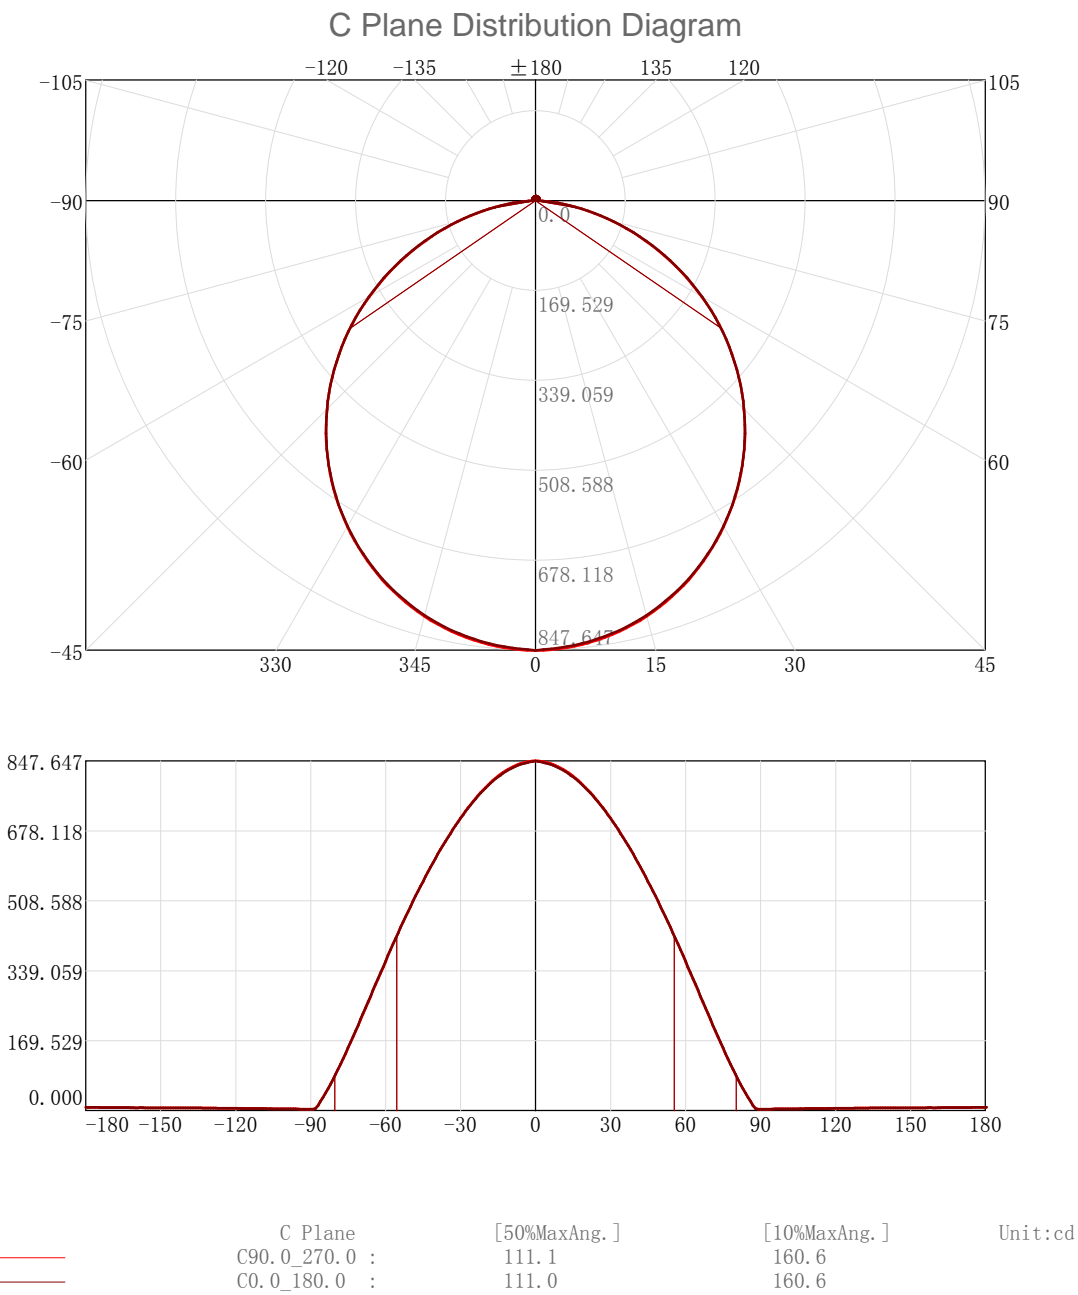 C Plane Distribution Diagram
-120 -135 ±180 135 120
-105 105
-90 90
0.0
169.529
-75 75
339.059
-60 60
508.588
678.118
847.647
-45
330 345 0 15 30 45
847.647
678.118
508.588
339.059
169.529
0.000
-180 -150 -120 -90 -60 -30 0 30 60 90 120 150 180
C Plane [50%MaxAng.] [10%MaxAng.] Unit:cd
C90.0_270.0 : 111.1 160.6
C0.0_180.0 : 111.0 160.6